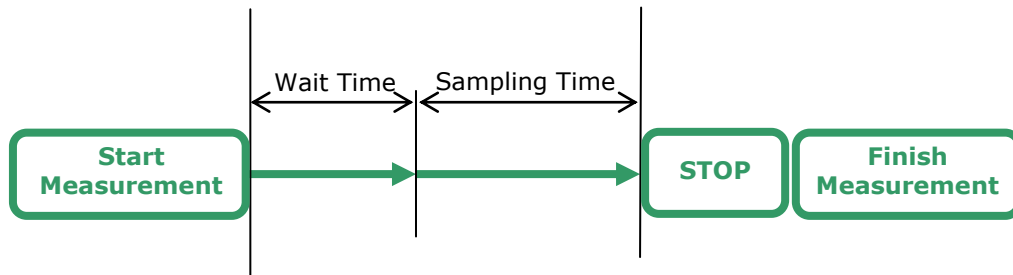 Wait Time
Sampling Time
Start
Measurement
STOP
Finish
Measurement